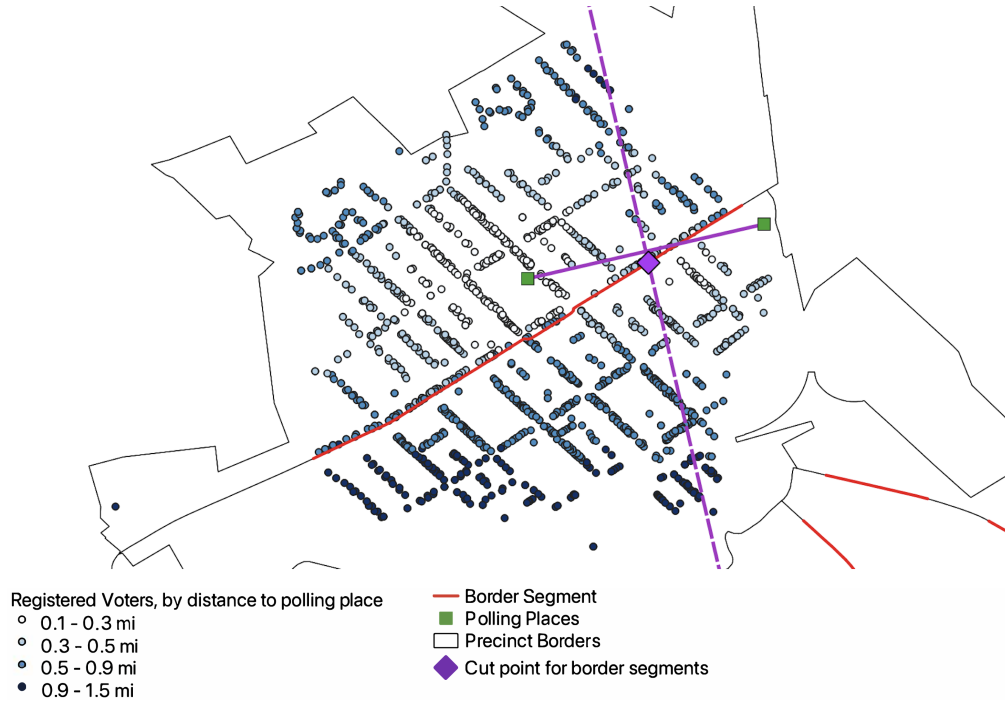 Registered Voters, by distance to polling place
0.1 - 0.3 mi
0.3 - 0.5 mi
0.5 - 0.9 mi
0.9 - 1.5 mi
Border Segment
Polling Places
Precinct Borders
Cut point for border segments